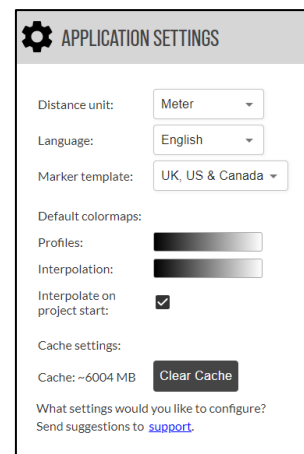 APPLICATION SETTINGS
Distance unit: Meter
Language: English
Marker template: UK, US & Canada
Default colormaps:
Profiles:
Interpolation:
Interpolate on
project start:
Cache settings:
Cache: ~6004 MB Clear Cache
What settings would you like to configure?
Send suggestions to support.